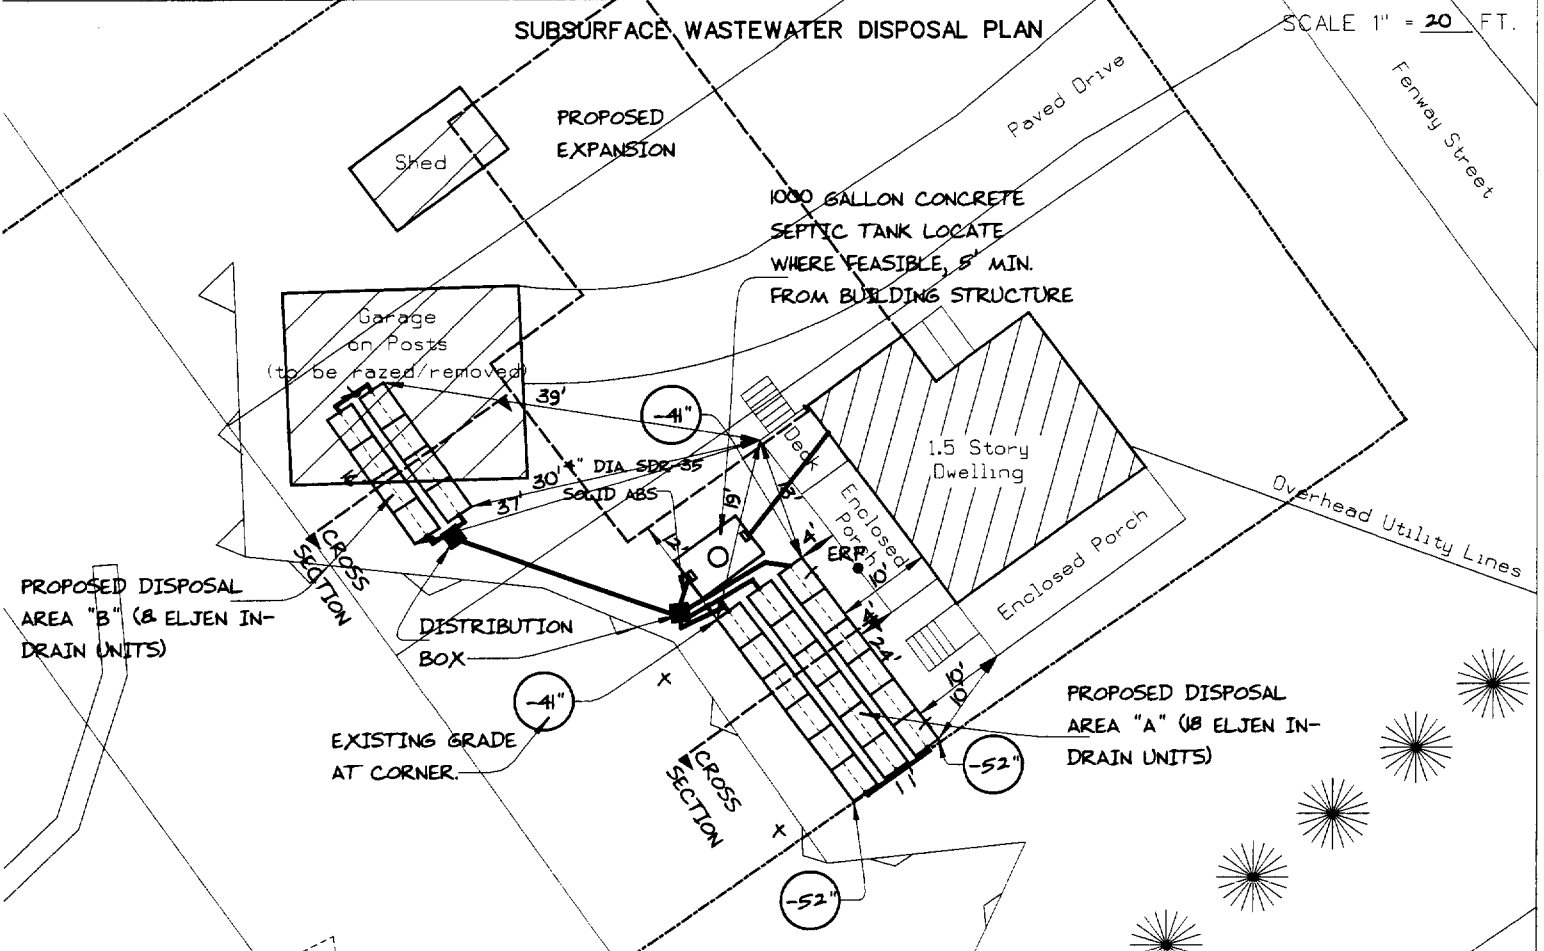 SUBSURFACE WASTEWATER DISPOSAL PLAN
SCALE 1" = 20 FT.
Paved Drive
Fenway Street
PROPOSED
EXPANSION
Shed
1000 GALLON CONCRETE
SEPTIC TANK LOCATE
WHERE FEASIBLE, 5' MIN.
FROM BUILDING STRUCTURE
Garage
on Posts
(to be razed/removed)
39'
-41"
Deck
1.5 Story
Dwelling
30'
4" DIA. SDR-35
SOLID ABS
37'
19'
13'
Enclosed
Porch
Overhead Utility Lines
12'
4'
ERP
10'
Enclosed Porch
CROSS
SECTION
PROPOSED DISPOSAL
AREA "B" (8 ELJEN IN-
DRAIN UNITS)
DISTRIBUTION
BOX
4'
24'
10'
10'
-41"
EXISTING GRADE
AT CORNER.
PROPOSED DISPOSAL
AREA "A" (18 ELJEN IN-
DRAIN UNITS)
CROSS
SECTION
-52"
-52"